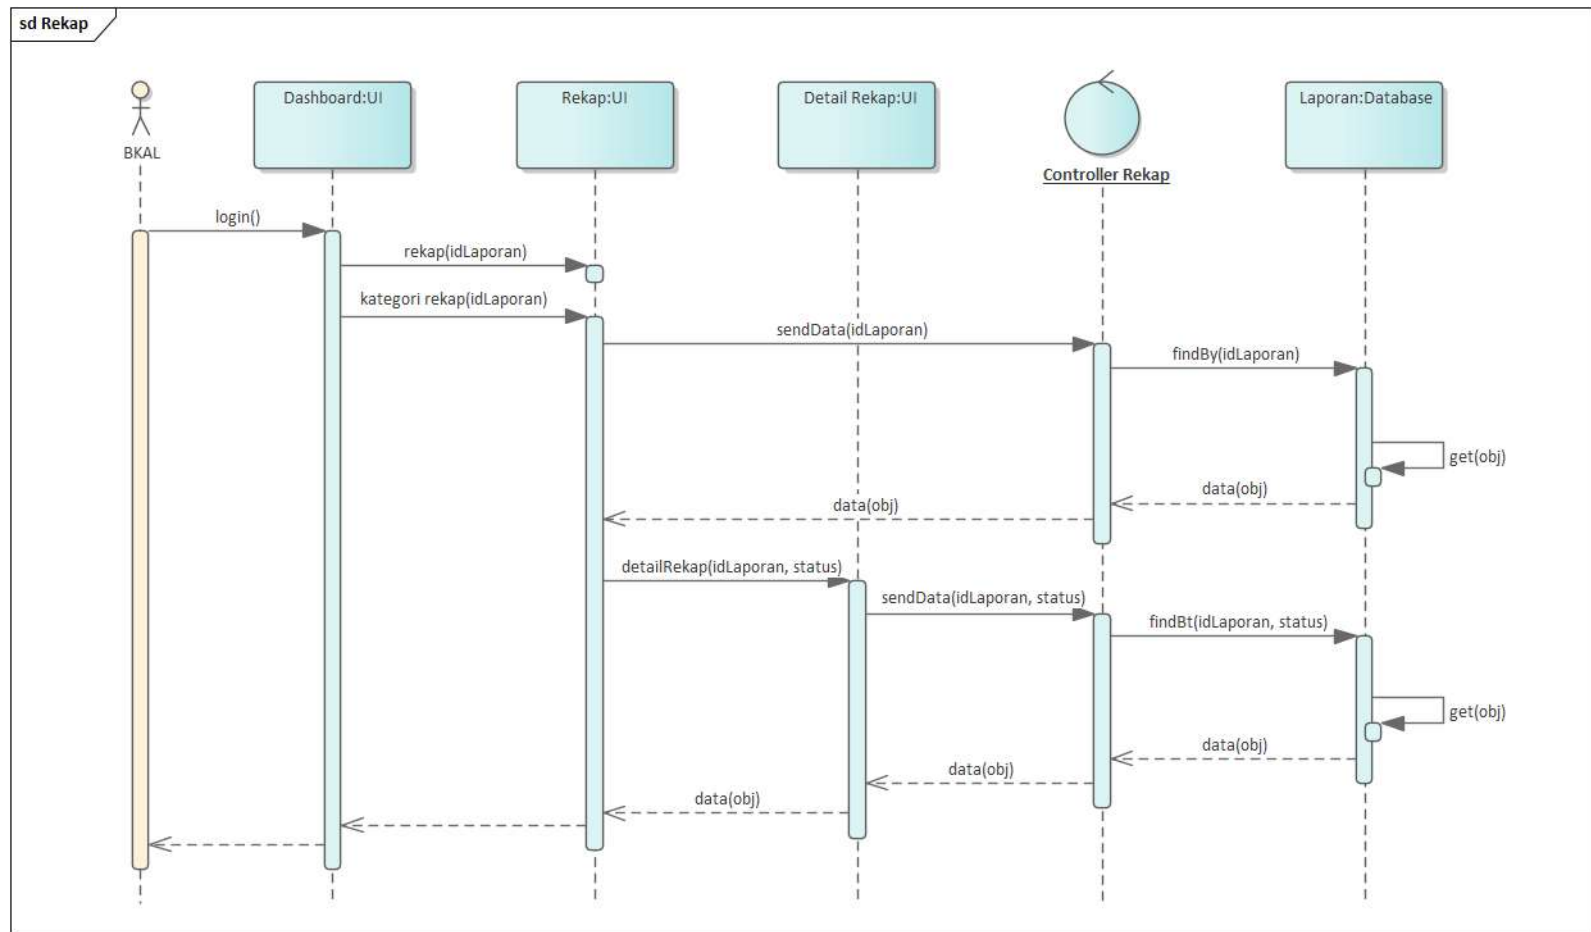 sd Rekap
BKAL
Dashboard:UI
Rekap:UI
Detail Rekap:UI
Controller Rekap
Laporan:Database
login()
rekap(idLaporan)
kategori rekap(idLaporan)
sendData(idLaporan)
findBy(idLaporan)
get(obj)
data(obj)
data(obj)
detailRekap(idLaporan, status)
sendData(idLaporan, status)
findBt(idLaporan, status)
get(obj)
data(obj)
data(obj)
data(obj)